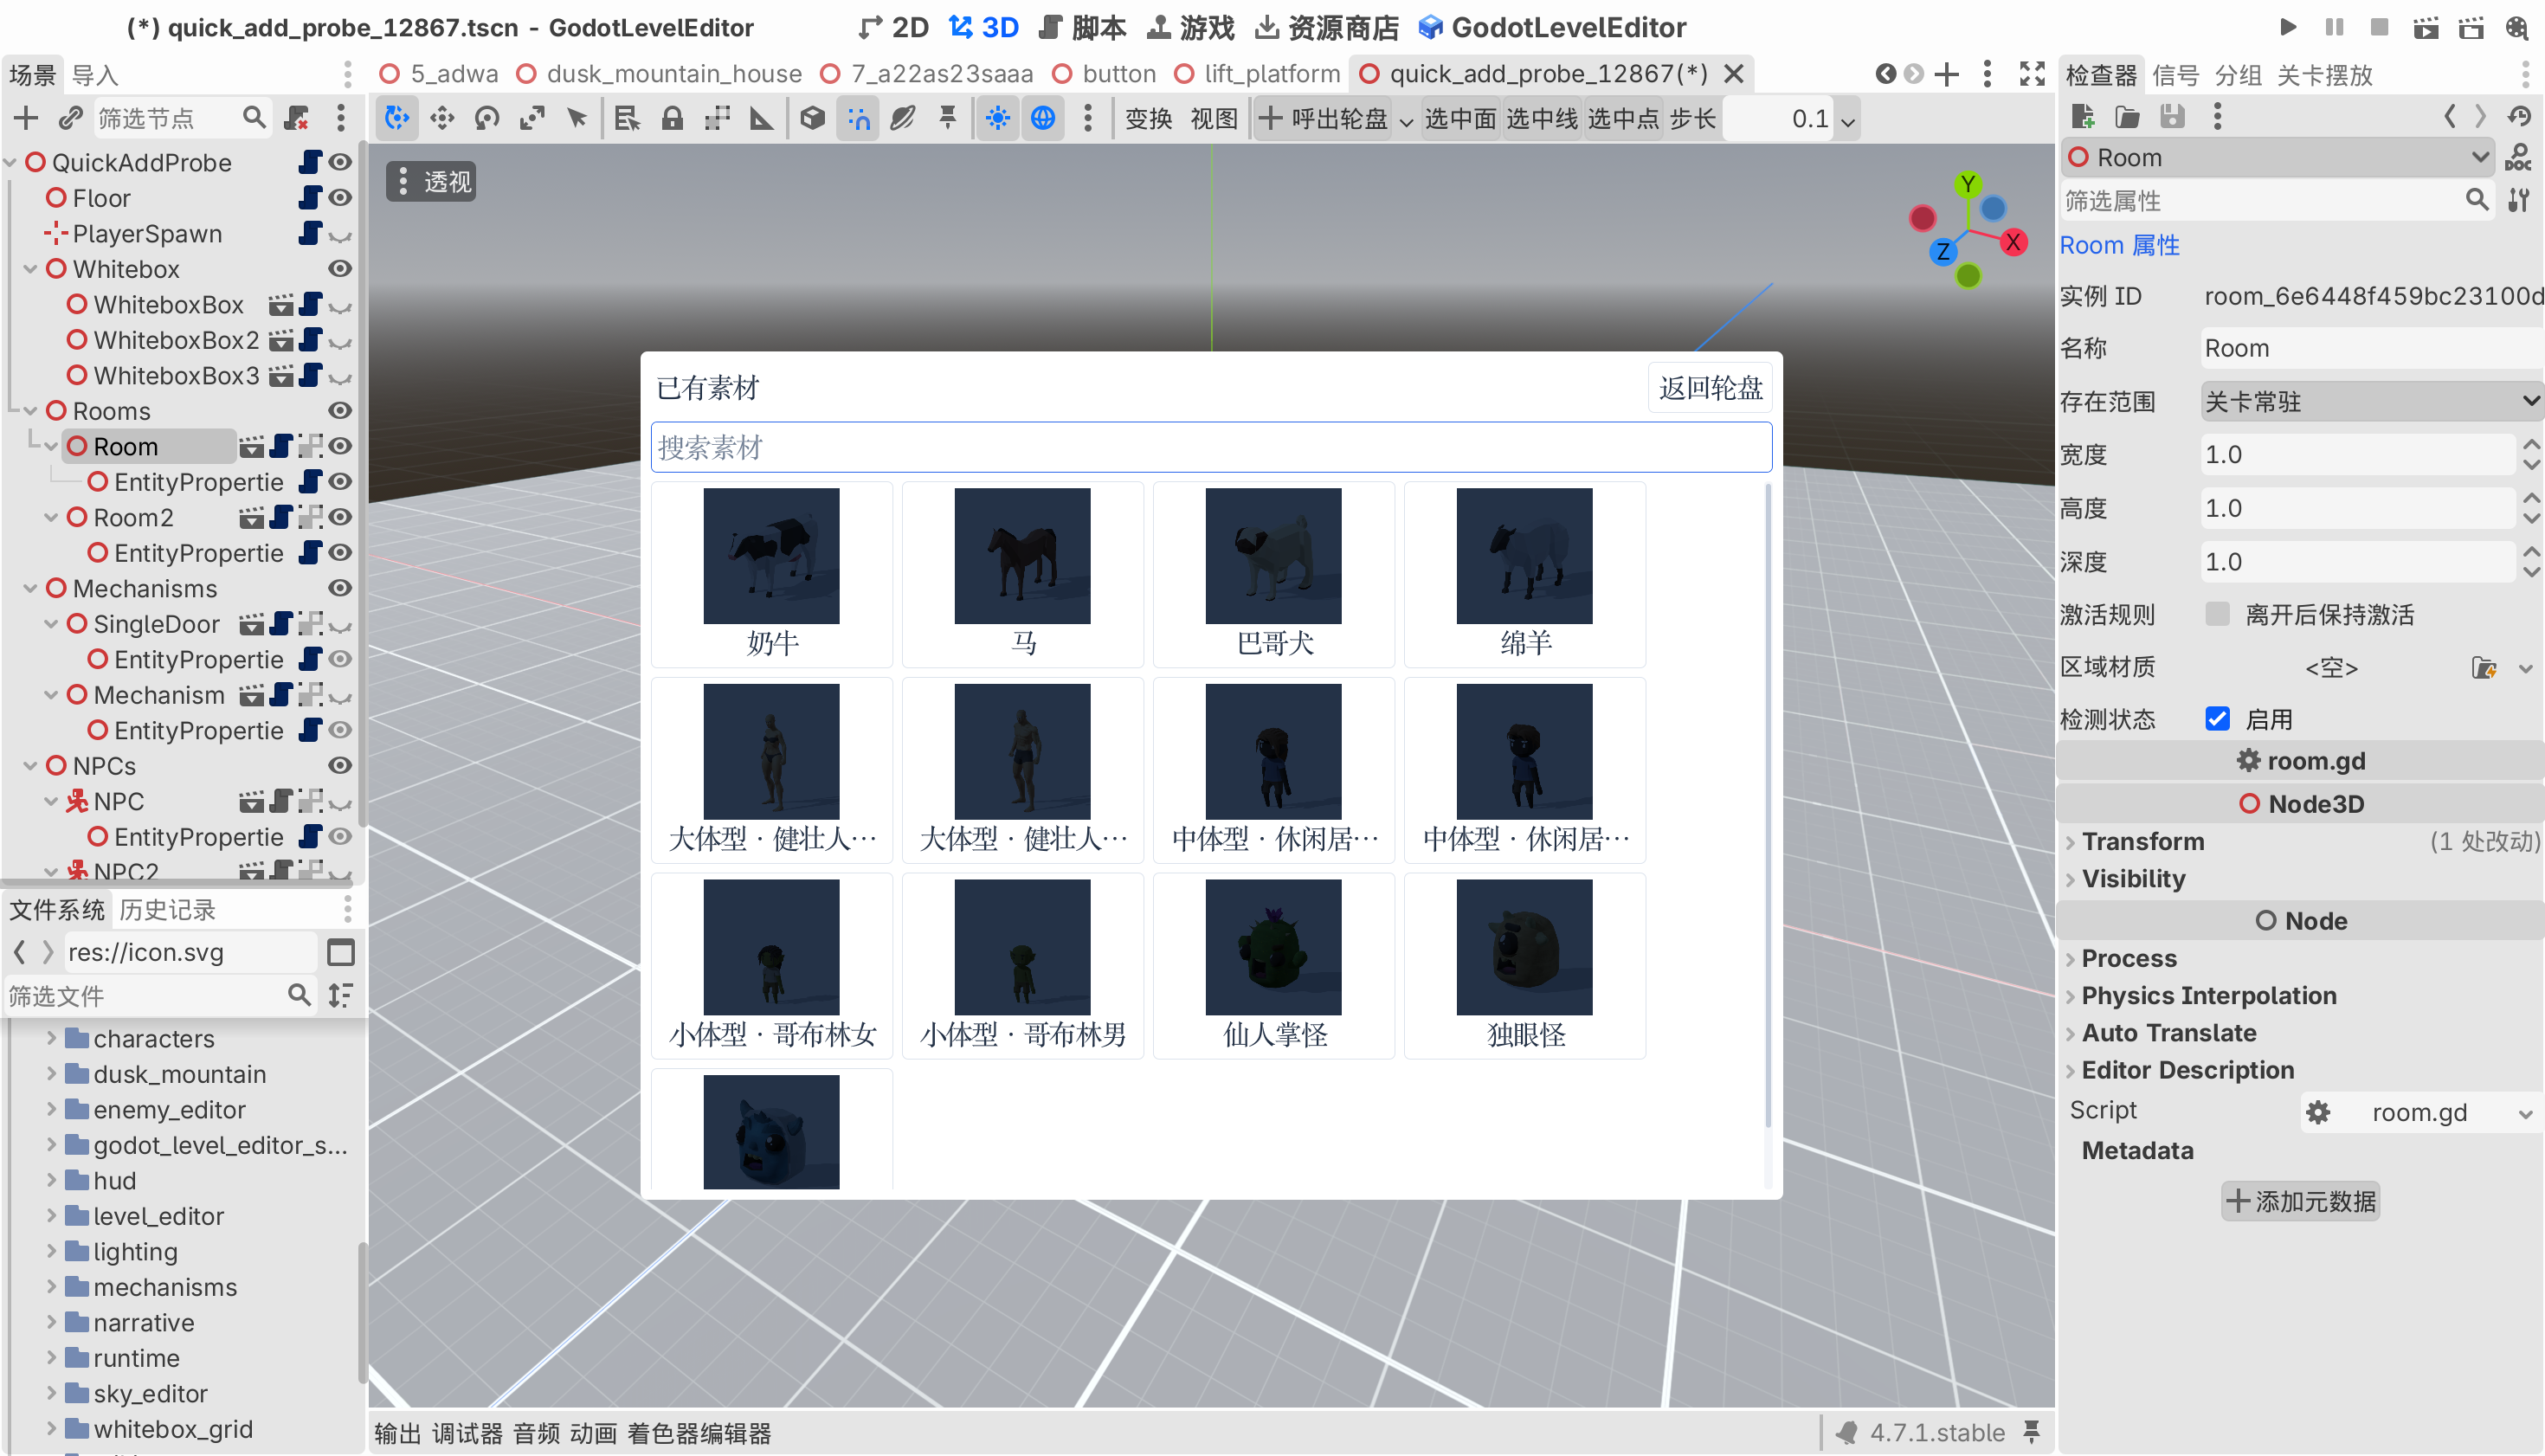 (*) quick_add_probe_12867.tscn - GodotLevelEditor
2D 3D 脚本 游戏 资源商店 GodotLevelEditor
场景 导入
筛选节点
QuickAddProbe
Floor
PlayerSpawn
Whitebox
WhiteboxBox
WhiteboxBox2
WhiteboxBox3
Rooms
Room
EntityPropertie
Room2
EntityPropertie
Mechanisms
SingleDoor
EntityPropertie
Mechanism
EntityPropertie
NPCs
NPC
EntityPropertie
NPC2
文件系统 历史记录
res://icon.svg
筛选文件
characters
dusk_mountain
enemy_editor
godot_level_editor_s...
hud
level_editor
lighting
mechanisms
narrative
runtime
sky_editor
whitebox_grid
5_adwa dusk_mountain_house 7_a22as23saaa button lift_platform quick_add_probe_12867(*)
变换 视图 呼出轮盘 选中面 选中线 选中点 步长 0.1
透视
Y
X
Z
已有素材 返回轮盘
搜索素材
奶牛 马 巴哥犬 绵羊
大体型 · 健壮人… 大体型 · 健壮人… 中体型 · 休闲居… 中体型 · 休闲居…
小体型 · 哥布林女 小体型 · 哥布林男 仙人掌怪 独眼怪
输出 调试器 音频 动画 着色器编辑器 4.7.1.stable
检查器 信号 分组 关卡摆放
Room
DOC
筛选属性
Room 属性
实例 ID room_6e6448f459bc23100d
名称 Room
存在范围 关卡常驻
宽度 1.0
高度 1.0
深度 1.0
激活规则 离开后保持激活
区域材质 <空>
检测状态 启用
room.gd
Node3D
Transform (1 处改动)
Visibility
Node
Process
Physics Interpolation
Auto Translate
Editor Description
Script room.gd
Metadata
添加元数据